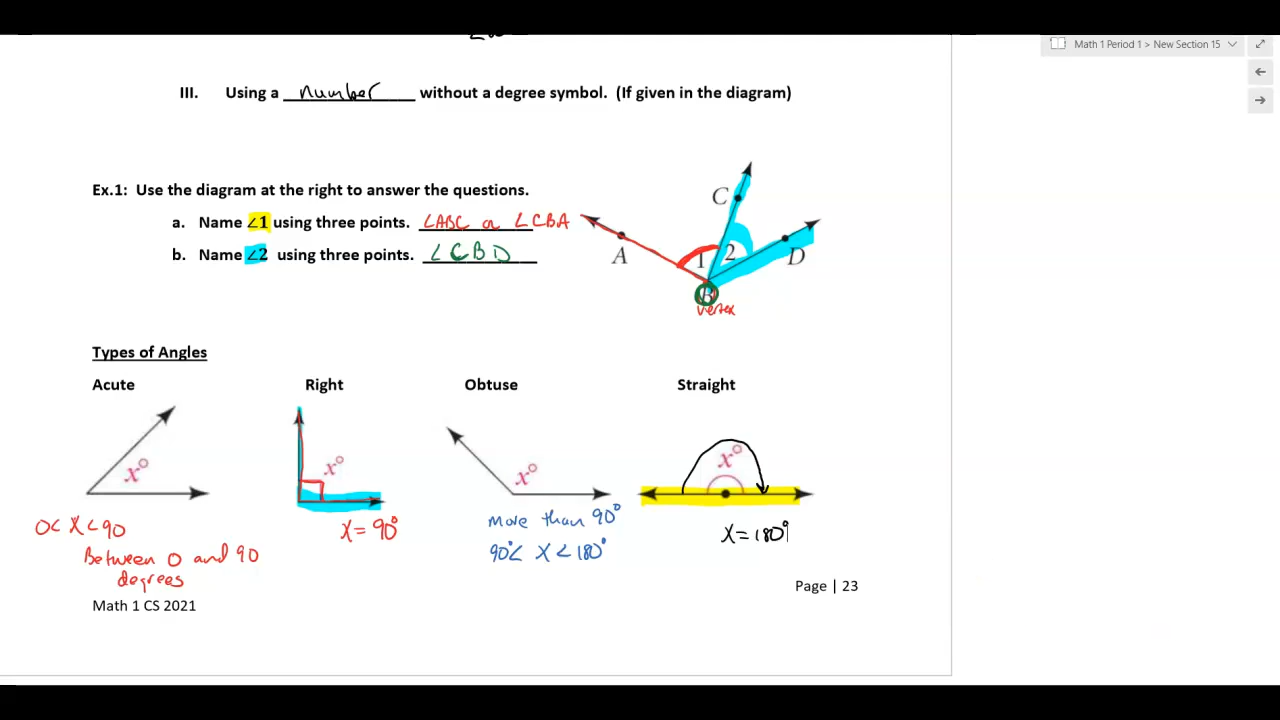 Math 1 Period 1 > New Section 15
III. Using a number without a degree symbol. (If given in the diagram)
Ex.1: Use the diagram at the right to answer the questions.
a. Name ∠1 using three points. ∠ABC or ∠CBA
b. Name ∠2 using three points. ∠CBD
C
A
1
2
D
B
vertex
Types of Angles
Acute Right Obtuse Straight
x° x° x° x°
0< X < 90
Between 0 and 90
degrees
X = 90°
More than 90°
90°< X < 180°
X = 180°
Page | 23
Math 1 CS 2021